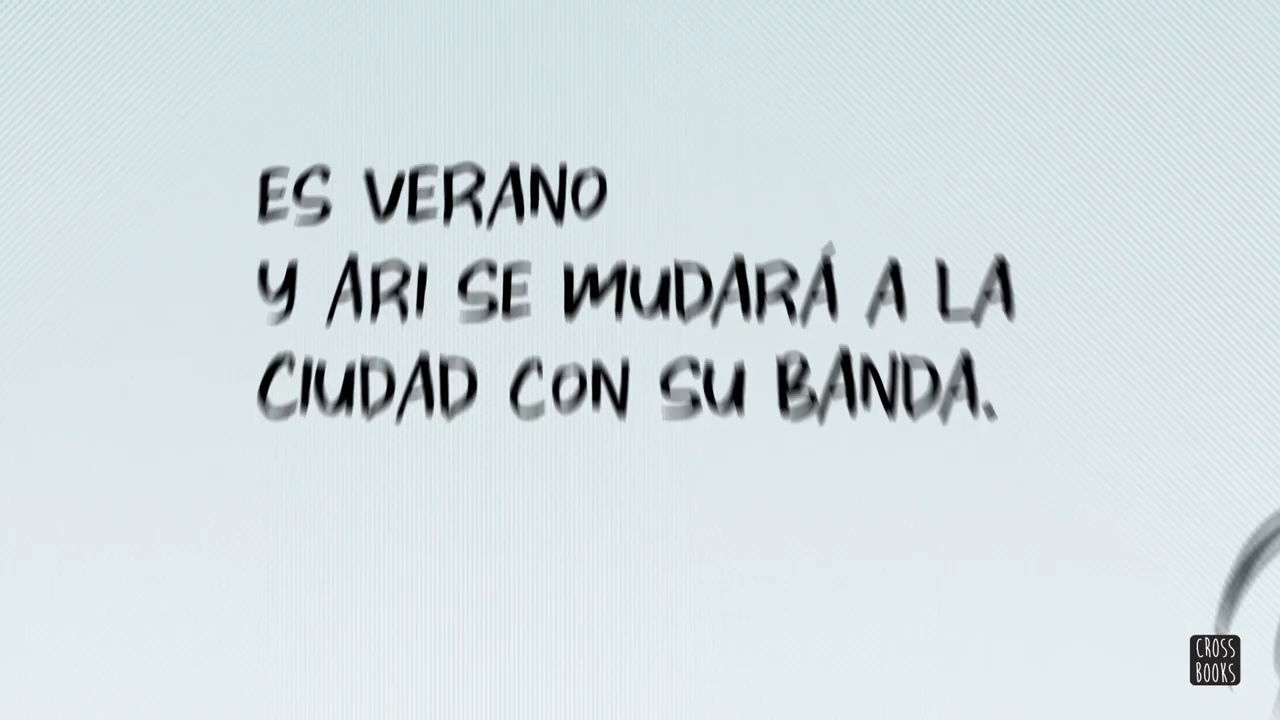 ES VERANO
Y ARI SE MUDARÁ A LA
CIUDAD CON SU BANDA.
CROSS
BOOKS